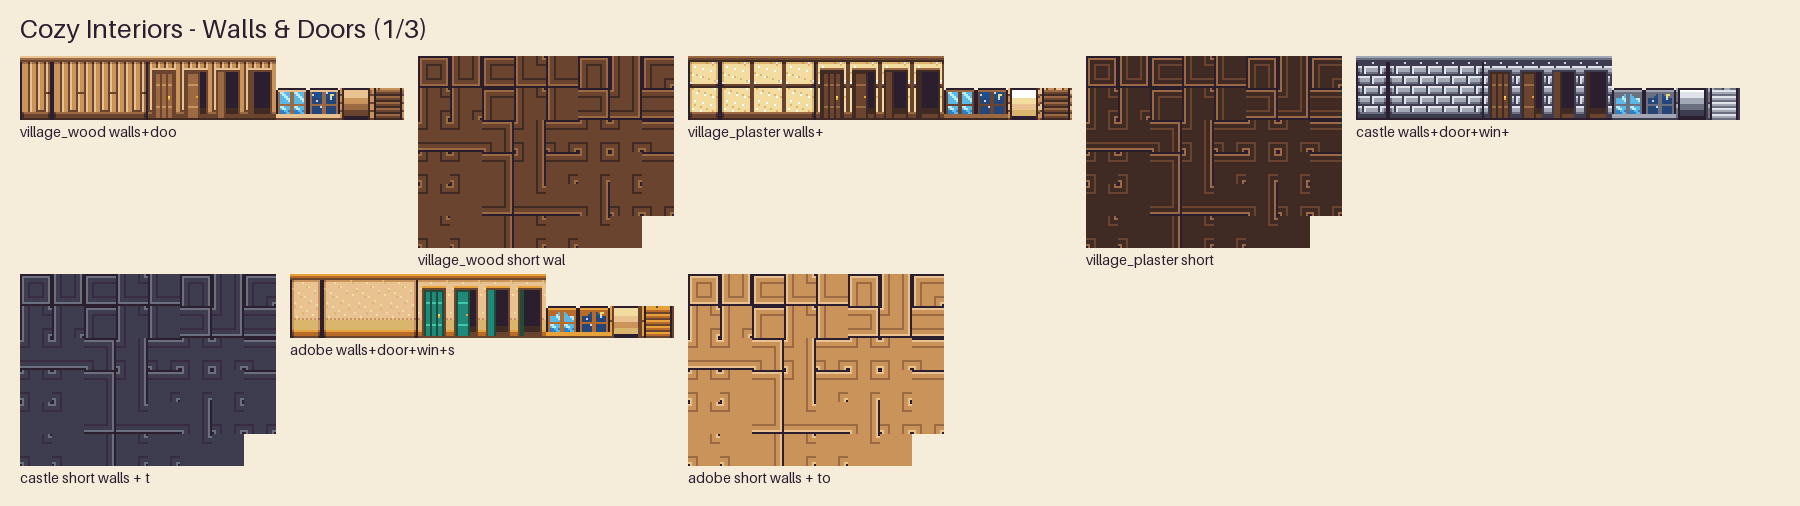 Cozy Interiors - Walls & Doors (1/3)
village_wood walls+doo
village_plaster walls+
castle walls+door+win+
village_wood short wal
village_plaster short
adobe walls+door+win+s
castle short walls + t
adobe short walls + to